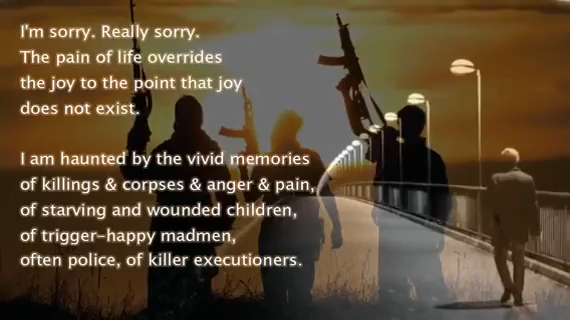 I'm sorry. Really sorry.
The pain of life overrides
the joy to the point that joy
does not exist.
I am haunted by the vivid memories
of killings & corpses & anger & pain,
of starving and wounded children,
of trigger-happy madmen,
often police, of killer executioners.